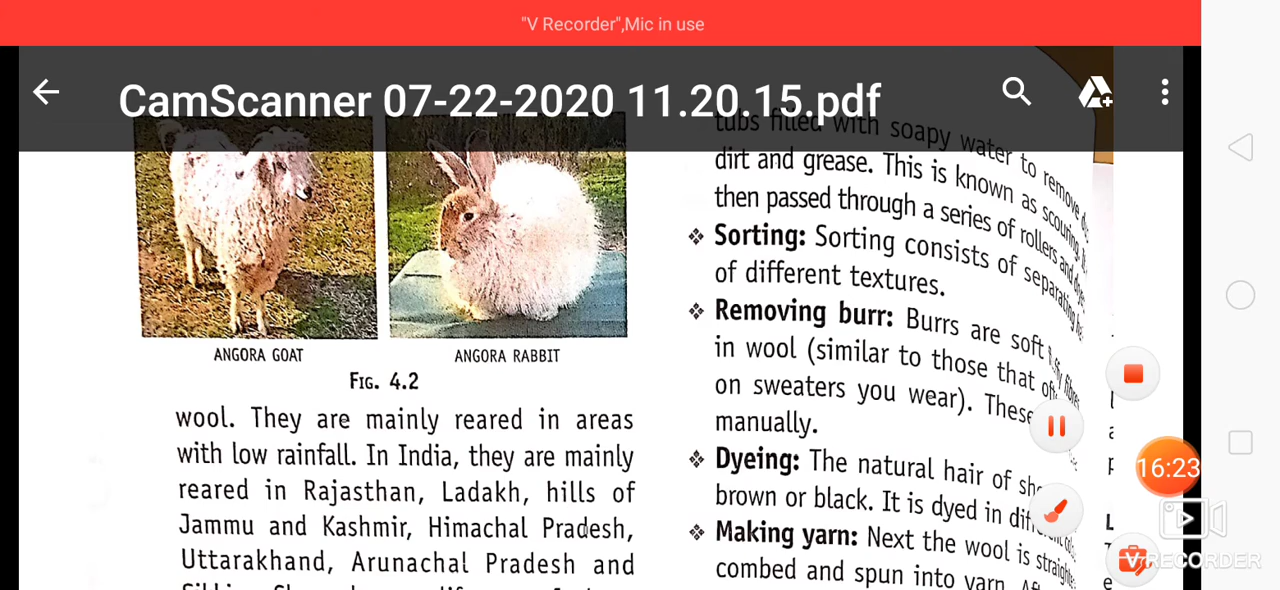 "V Recorder",Mic in use
CamScanner 07-22-2020 11.20.15.pdf
ANGORA GOAT
ANGORA RABBIT
FIG. 4.2
wool. They are mainly reared in areas
with low rainfall. In India, they are mainly
reared in Rajasthan, Ladakh, hills of
Jammu and Kashmir, Himachal Pradesh,
Uttarakhand, Arunachal Pradesh and
tubs filled with soapy water to remove
dirt and grease. This is known as scouring.
then passed through a series of rollers and
❖ Sorting: Sorting consists of separating
of different textures.
❖ Removing burr: Burrs are soft fluffy fibres
in wool (similar to those that
on sweaters you wear). These
manually.
❖ Dyeing: The natural hair of
brown or black. It is dyed in
❖ Making yarn: Next the wool is
combed and spun into yarn.
16:23
VRECORDER